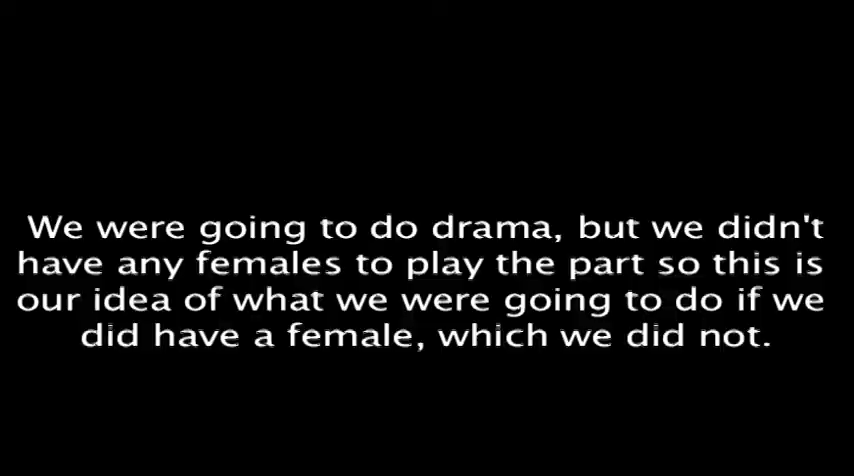 We were going to do drama, but we didn't
have any females to play the part so this is
our idea of what we were going to do if we
did have a female, which we did not.